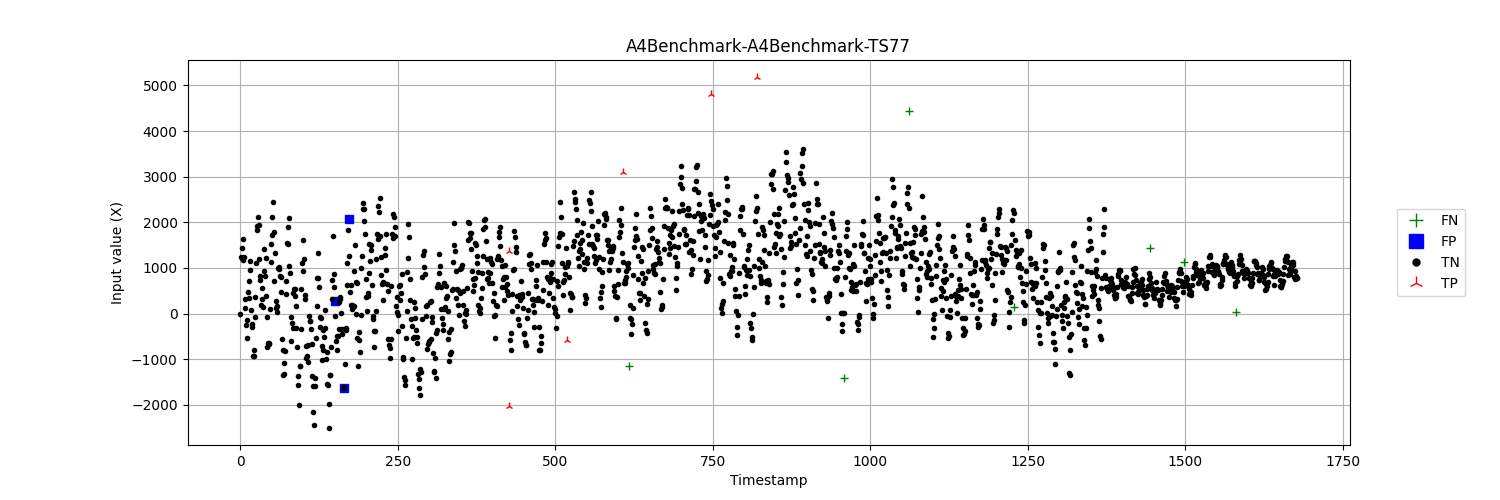 A4Benchmark-A4Benchmark-TS77
5000
4000
3000
2000
1000
0
−1000
−2000
Input value (X)
0 250 500 750 1000 1250 1500 1750
Timestamp
FN
FP
TN
TP